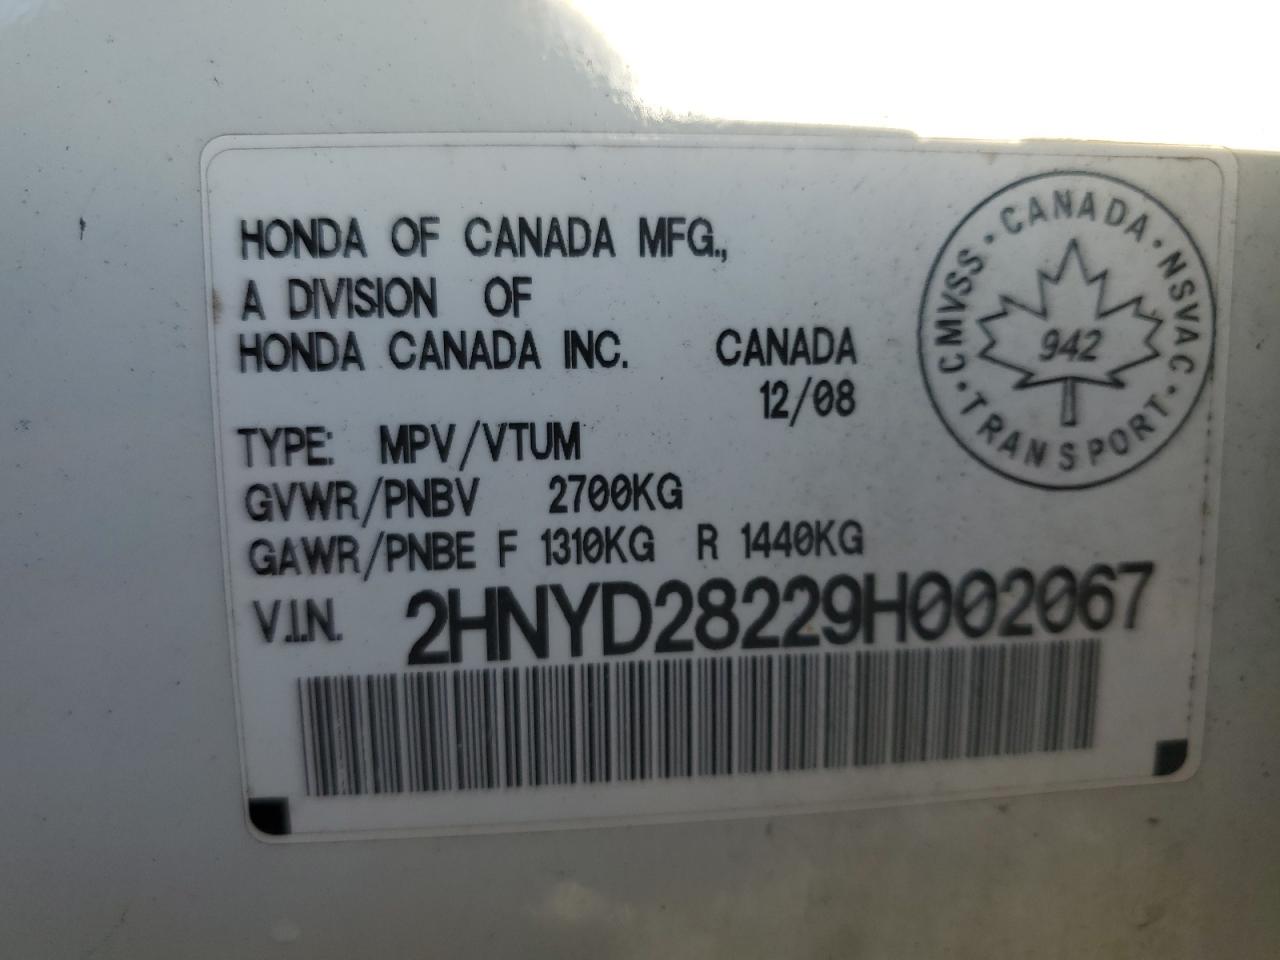 HONDA OF CANADA MFG.,
A DIVISION OF
HONDA CANADA INC. CANADA
12/08
TYPE: MPV/VTUM
GVWR/PNBV 2700KG
GAWR/PNBE F 1310KG R 1440KG
V.I.N. 2HNYD28229H002067
CMVSS · CANADA · NSVAC · TRANSPORT ·
942